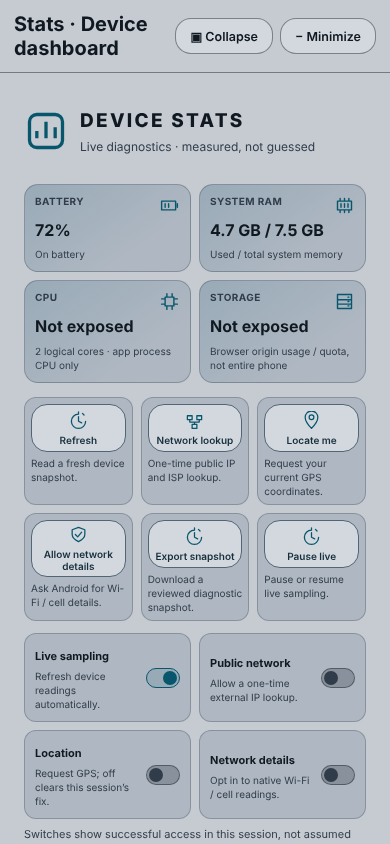 Stats · Device
dashboard
▣ Collapse
− Minimize
DEVICE STATS
Live diagnostics · measured, not guessed
BATTERY
72%
On battery
SYSTEM RAM
4.7 GB / 7.5 GB
Used / total system memory
CPU
Not exposed
2 logical cores · app process
CPU only
STORAGE
Not exposed
Browser origin usage / quota,
not entire phone
Refresh
Read a fresh device
snapshot.
Network lookup
One-time public IP
and ISP lookup.
Locate me
Request your
current GPS
coordinates.
Allow network
details
Ask Android for Wi-
Fi / cell details.
Export snapshot
Download a
reviewed diagnostic
snapshot.
Pause live
Pause or resume
live sampling.
Live sampling
Refresh device
readings
automatically.
Public network
Allow a one-time
external IP lookup.
Location
Request GPS; off
clears this session's
fix.
Network details
Opt in to native Wi-Fi
/ cell readings.
Switches show successful access in this session, not assumed